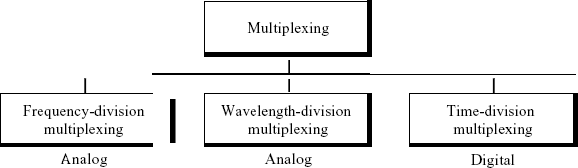 Multiplexing
Frequency-division
multiplexing
Wavelength-division
multiplexing
Time-division
multiplexing
Analog
Analog
Digital